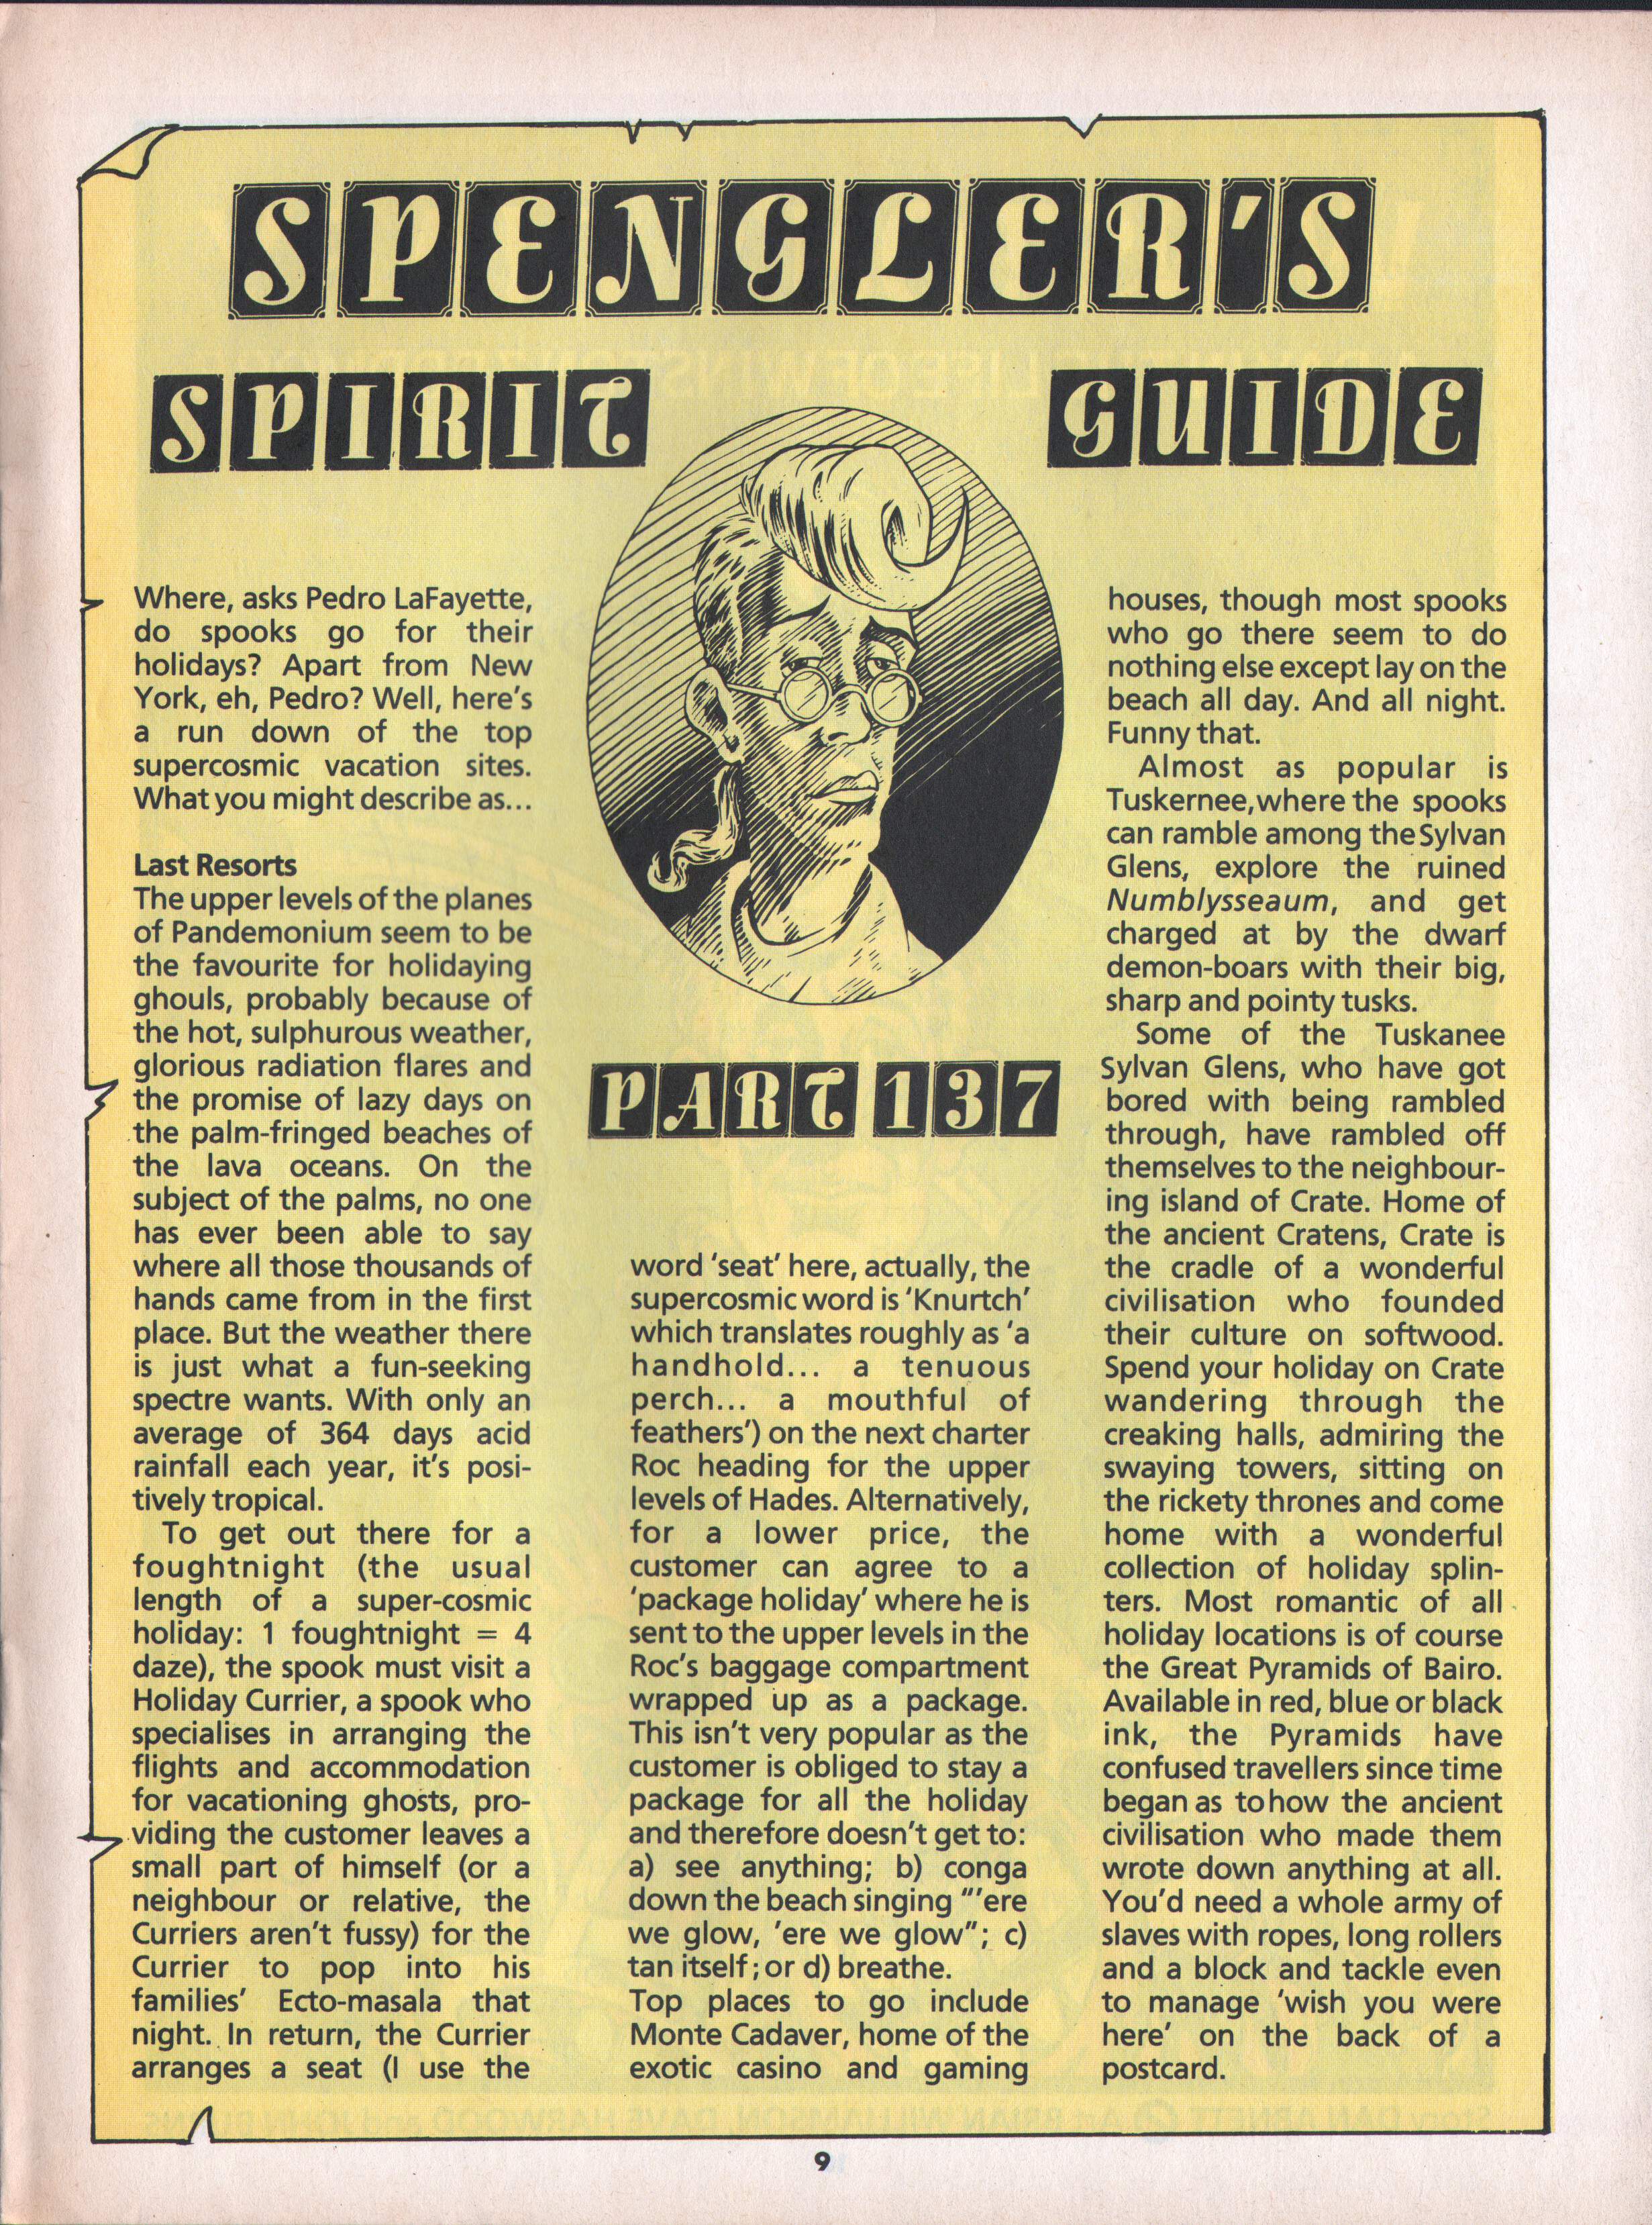 SPENGLER'S
SPIRIT GUIDE
Where, asks Pedro LaFayette,
do spooks go for their
holidays? Apart from New
York, eh, Pedro? Well, here's
a run down of the top
supercosmic vacation sites.
What you might describe as...
Last Resorts
The upper levels of the planes
of Pandemonium seem to be
the favourite for holidaying
ghouls, probably because of
the hot, sulphurous weather,
glorious radiation flares and
the promise of lazy days on
the palm-fringed beaches of
the lava oceans. On the
subject of the palms, no one
has ever been able to say
where all those thousands of
hands came from in the first
place. But the weather there
is just what a fun-seeking
spectre wants. With only an
average of 364 days acid
rainfall each year, it's posi-
tively tropical.
To get out there for a
foughtnight (the usual
length of a super-cosmic
holiday: 1 foughtnight = 4
daze), the spook must visit a
Holiday Currier, a spook who
specialises in arranging the
flights and accommodation
for vacationing ghosts, pro-
viding the customer leaves a
small part of himself (or a
neighbour or relative, the
Curriers aren't fussy) for the
Currier to pop into his
families' Ecto-masala that
night. In return, the Currier
arranges a seat (I use the
PART 137
word 'seat' here, actually, the
supercosmic word is 'Knurtch'
which translates roughly as 'a
handhold... a tenuous
perch... a mouthful of
feathers') on the next charter
Roc heading for the upper
levels of Hades. Alternatively,
for a lower price, the
customer can agree to a
'package holiday' where he is
sent to the upper levels in the
Roc's baggage compartment
wrapped up as a package.
This isn't very popular as the
customer is obliged to stay a
package for all the holiday
and therefore doesn't get to:
a) see anything; b) conga
down the beach singing "'ere
we glow, 'ere we glow"; c)
tan itself; or d) breathe.
Top places to go include
Monte Cadaver, home of the
exotic casino and gaming
houses, though most spooks
who go there seem to do
nothing else except lay on the
beach all day. And all night.
Funny that.
Almost as popular is
Tuskernee, where the spooks
can ramble among the Sylvan
Glens, explore the ruined
Numblysseaum, and get
charged at by the dwarf
demon-boars with their big,
sharp and pointy tusks.
Some of the Tuskanee
Sylvan Glens, who have got
bored with being rambled
through, have rambled off
themselves to the neighbour-
ing island of Crate. Home of
the ancient Cratens, Crate is
the cradle of a wonderful
civilisation who founded
their culture on softwood.
Spend your holiday on Crate
wandering through the
creaking halls, admiring the
swaying towers, sitting on
the rickety thrones and come
home with a wonderful
collection of holiday splin-
ters. Most romantic of all
holiday locations is of course
the Great Pyramids of Bairo.
Available in red, blue or black
ink, the Pyramids have
confused travellers since time
began as to how the ancient
civilisation who made them
wrote down anything at all.
You'd need a whole army of
slaves with ropes, long rollers
and a block and tackle even
to manage 'wish you were
here' on the back of a
postcard.
9